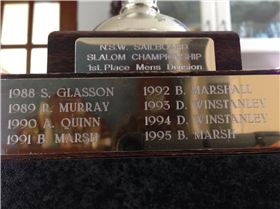 N.S.W. SAILBOARD
SLALOM CHAMPIONSHIP
1st. Place Mens Division
1988 S. GLASSON
1989 R. MURRAY
1990 A. QUINN
1991 B. MARSH
1992 B. MARSHALL
1993 D. WINSTANLEY
1994 D. WINSTANLEY
1995 B. MARSH